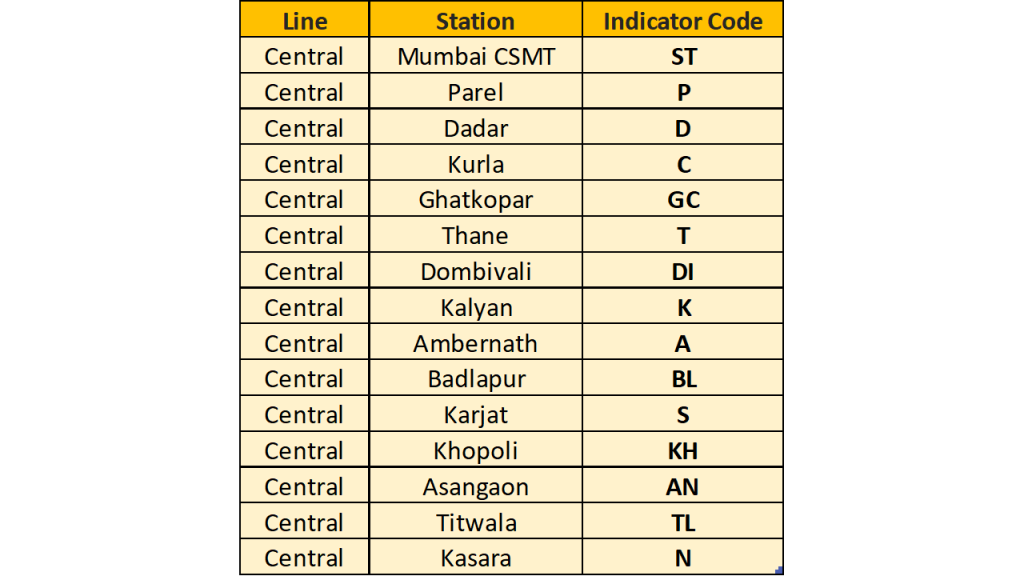 Line Station Indicator Code
Central Mumbai CSMT ST
Central Parel P
Central Dadar D
Central Kurla C
Central Ghatkopar GC
Central Thane T
Central Dombivali DI
Central Kalyan K
Central Ambernath A
Central Badlapur BL
Central Karjat S
Central Khopoli KH
Central Asangaon AN
Central Titwala TL
Central Kasara N